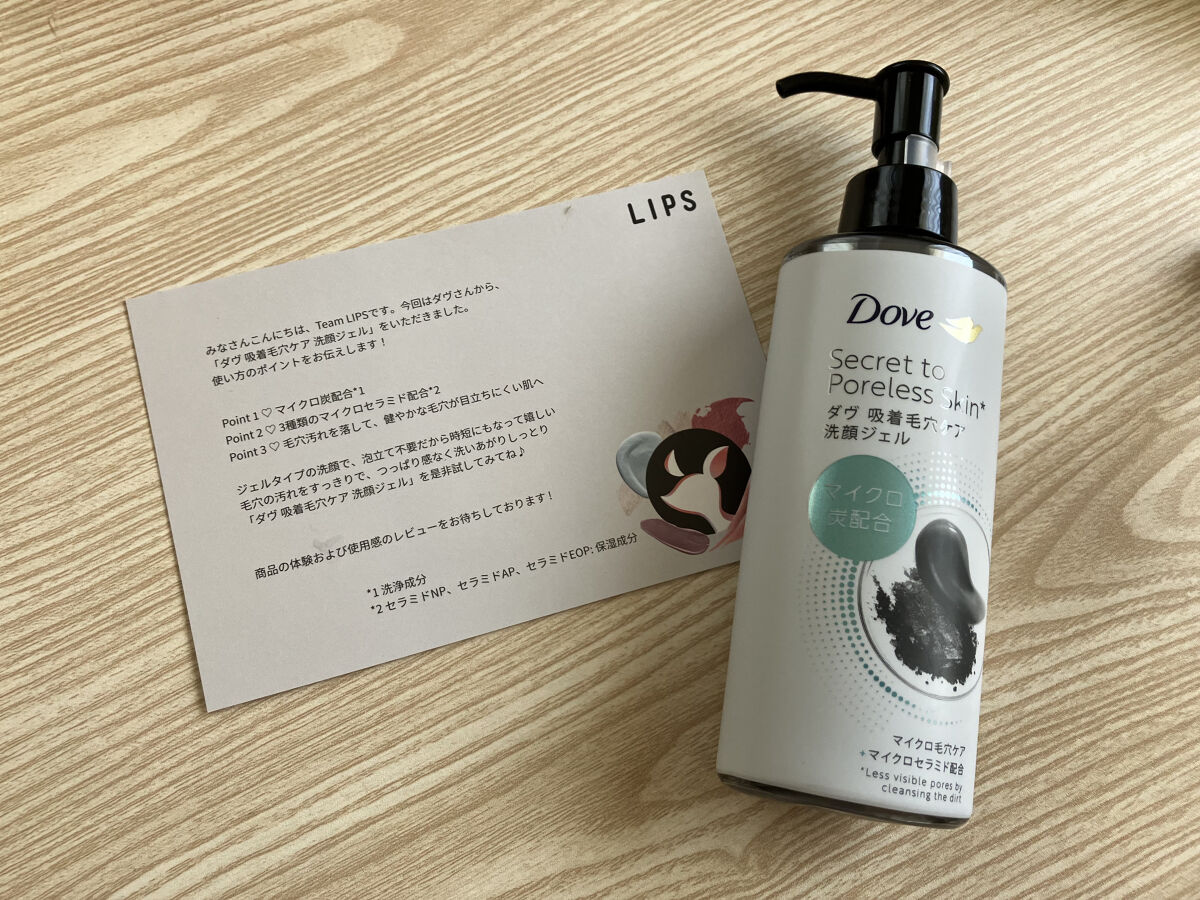 LIPS
みなさんこんにちは、Team LIPSです。今回はダヴさんから、
「ダヴ 吸着毛穴ケア 洗顔ジェル」をいただきました。
使い方のポイントをお伝えします！
Point 1♡ マイクロ炭配合*1
Point 2♡ 3種類のマイクロセラミド配合*2
Point 3♡ 毛穴汚れを落して、健やかな毛穴が目立ちにくい肌へ
ジェルタイプの洗顔で、泡立て不要だから時短にもなって嬉しい
毛穴の汚れをすっきりで、つっぱり感なく洗いあがりしっとり
「ダヴ 吸着毛穴ケア 洗顔ジェル」を是非試してみてね♪
商品の体験および使用感のレビューをお待ちしております！
*1 洗浄成分
*2 セラミドNP、セラミドAP、セラミドEOP: 保湿成分
Dove
Secret to
Poreless Skin*
ダヴ 吸着毛穴ケア
洗顔ジェル
マイクロ
炭配合
マイクロ毛穴ケア
+マイクロセラミド配合
*Less visible pores by
cleansing the dirt